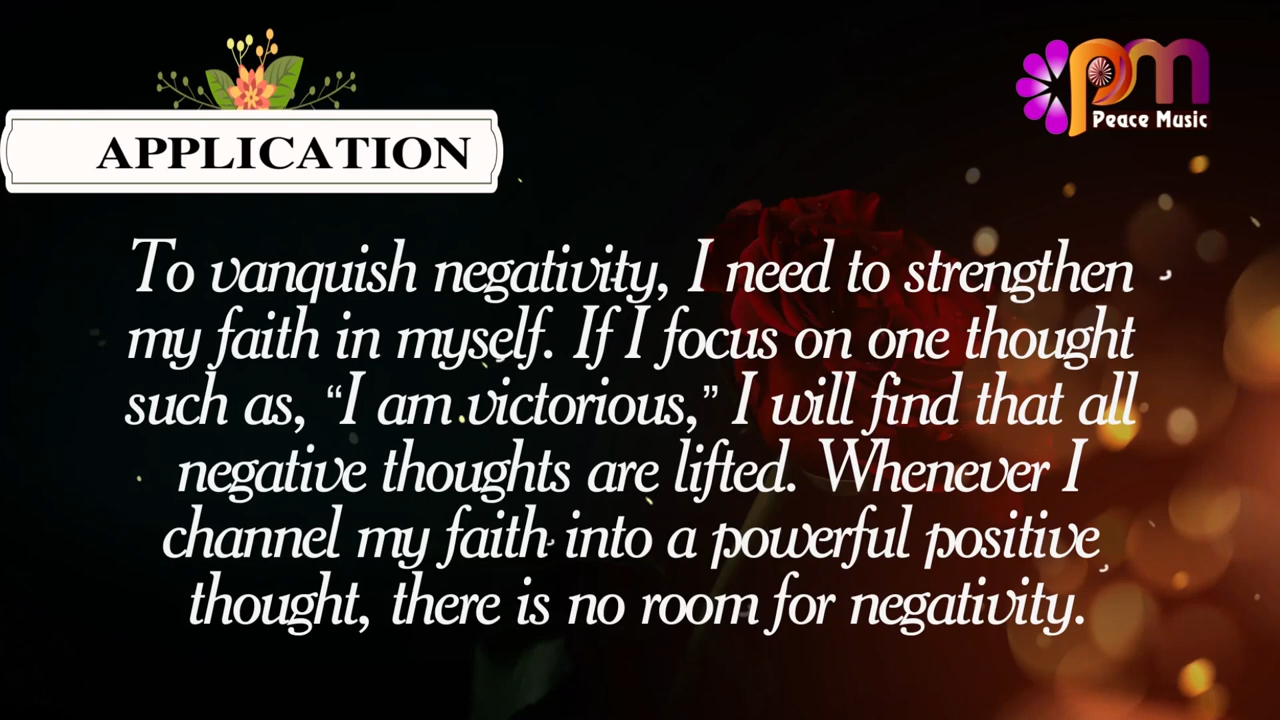 APPLICATION
pm
Peace Music
To vanquish negativity, I need to strengthen
my faith in myself. If I focus on one thought
such as, “I am victorious,” I will find that all
negative thoughts are lifted. Whenever I
channel my faith into a powerful positive
thought, there is no room for negativity.